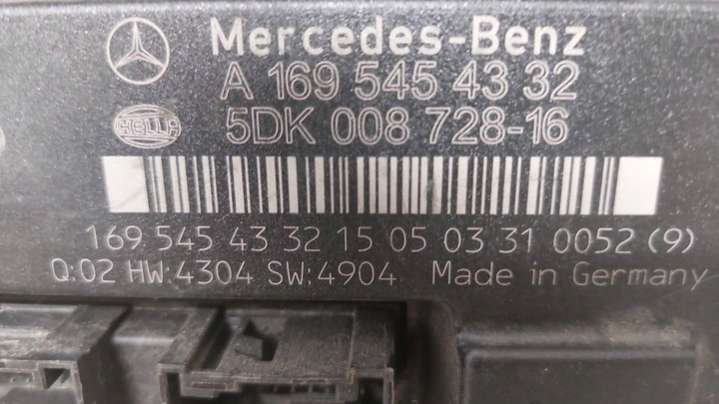 Mercedes-Benz
A 169 545 43 32
HELLA
5DK 008 728-16
169 545 43 32 15 05 03 31 0052 (9)
Q:02 HW:4304 SW:4904 Made in Germany